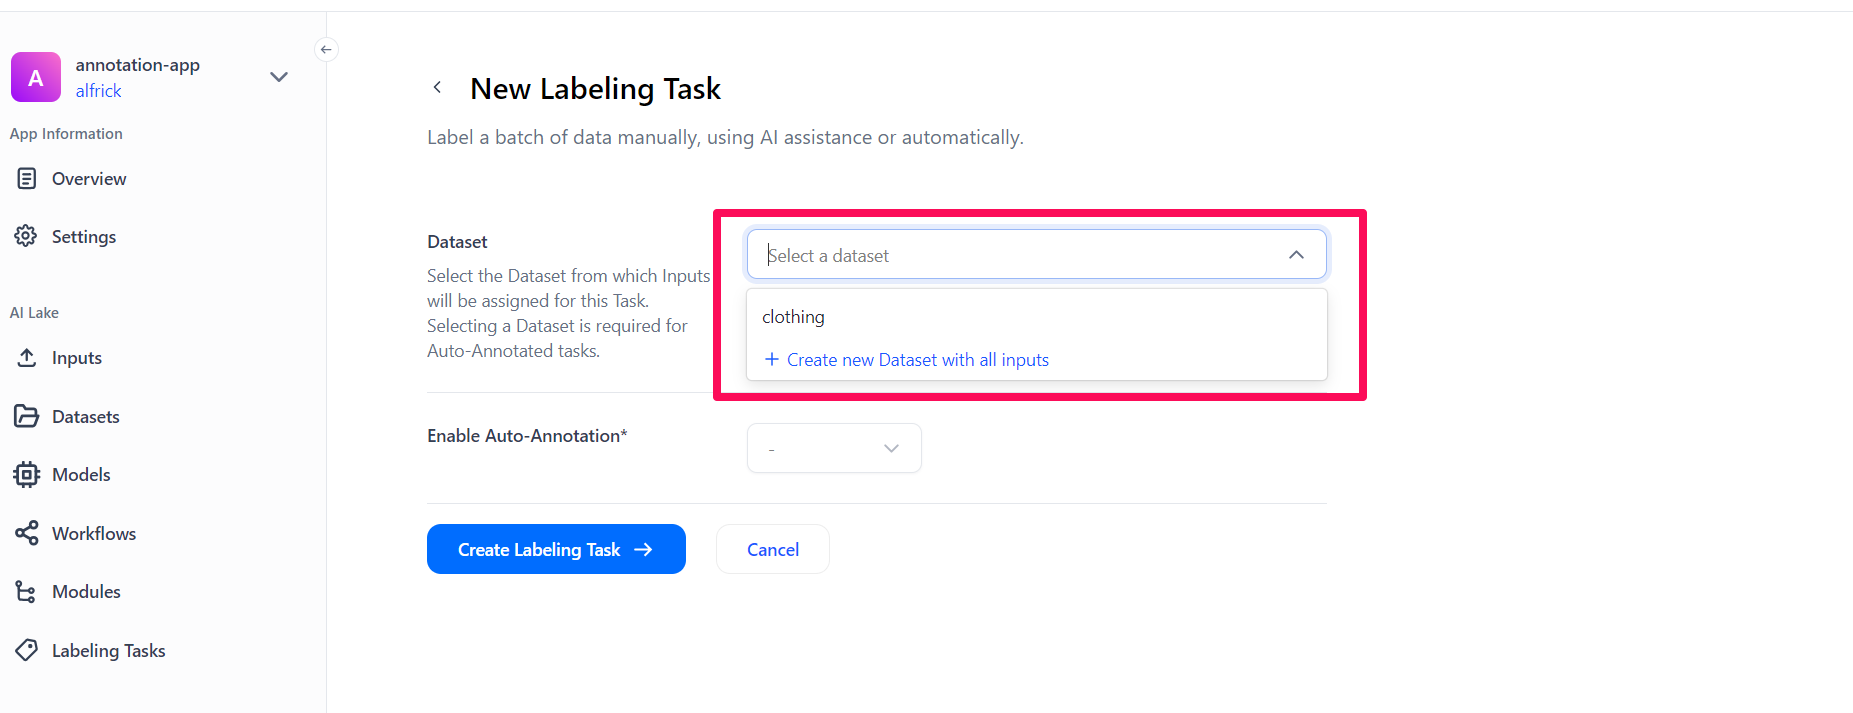 A
annotation-app
alfrick
App Information
Overview
Settings
AI Lake
Inputs
Datasets
Models
Workflows
Modules
Labeling Tasks
New Labeling Task
Label a batch of data manually, using AI assistance or automatically.
Dataset
Select the Dataset from which Inputs
will be assigned for this Task.
Selecting a Dataset is required for
Auto-Annotated tasks.
Select a dataset
clothing
+ Create new Dataset with all inputs
Enable Auto-Annotation*
-
Create Labeling Task →
Cancel